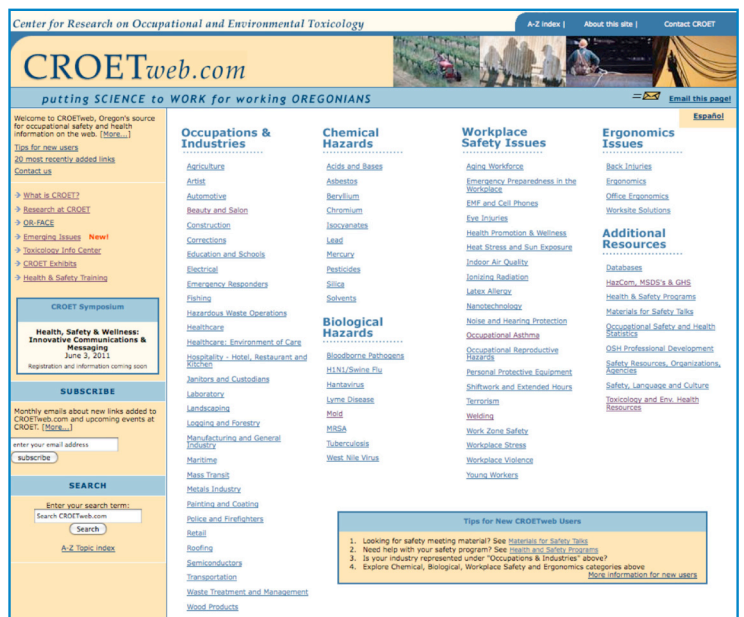 Center for Research on Occupational and Environmental Toxicology
A-Z index |
About this site |
Contact CROET
CROETweb.com
putting SCIENCE to WORK for working OREGONIANS
Email this page!
Español
Welcome to CROETweb, Oregon's source
for occupational safety and health
information on the web. [More...]
Tips for new users
20 most recently added links
Contact us
What is CROET?
Research at CROET
OR-FACE
Emerging Issues New!
Toxicology Info Center
CROET Exhibits
Health & Safety Training
CROET Symposium
Health, Safety & Wellness:
Innovative Communications &
Messaging
June 3, 2011
Registration and information coming soon
SUBSCRIBE
Monthly emails about new links added to
CROETweb.com and upcoming events at
CROET. [More...]
enter your email address
subscribe
SEARCH
Enter your search term:
Search CROETweb.com
Search
A-Z Topic index
Occupations &
Industries
Agriculture
Artist
Automotive
Beauty and Salon
Construction
Corrections
Education and Schools
Electrical
Emergency Responders
Fishing
Hazardous Waste Operations
Healthcare
Healthcare: Environment of Care
Hospitality - Hotel, Restaurant and
Kitchen
Janitors and Custodians
Laboratory
Landscaping
Logging and Forestry
Manufacturing and General
Industry
Maritime
Mass Transit
Metals Industry
Painting and Coating
Police and Firefighters
Retail
Roofing
Semiconductors
Transportation
Waste Treatment and Management
Wood Products
Chemical
Hazards
Acids and Bases
Asbestos
Beryllium
Chromium
Isocyanates
Lead
Mercury
Pesticides
Silica
Solvents
Biological
Hazards
Bloodborne Pathogens
H1N1/Swine Flu
Hantavirus
Lyme Disease
Mold
MRSA
Tuberculosis
West Nile Virus
Workplace
Safety Issues
Aging Workforce
Emergency Preparedness in the
Workplace
EMF and Cell Phones
Eye Injuries
Health Promotion & Wellness
Heat Stress and Sun Exposure
Indoor Air Quality
Ionizing Radiation
Latex Allergy
Nanotechnology
Noise and Hearing Protection
Occupational Asthma
Occupational Reproductive
Hazards
Personal Protective Equipment
Shiftwork and Extended Hours
Terrorism
Welding
Work Zone Safety
Workplace Stress
Workplace Violence
Young Workers
Ergonomics
Issues
Back Injuries
Ergonomics
Office Ergonomics
Worksite Solutions
Additional
Resources
Databases
HazCom, MSDS's & GHS
Health & Safety Programs
Materials for Safety Talks
Occupational Safety and Health
Statistics
OSH Professional Development
Safety Resources, Organizations,
Agencies
Safety, Language and Culture
Toxicology and Env. Health
Resources
Tips for New CROETweb Users
1. Looking for safety meeting material? See Materials for Safety Talks
2. Need help with your safety program? See Health and Safety Programs
3. Is your industry represented under "Occupations & Industries" above?
4. Explore Chemical, Biological, Workplace Safety and Ergonomics categories above
More information for new users